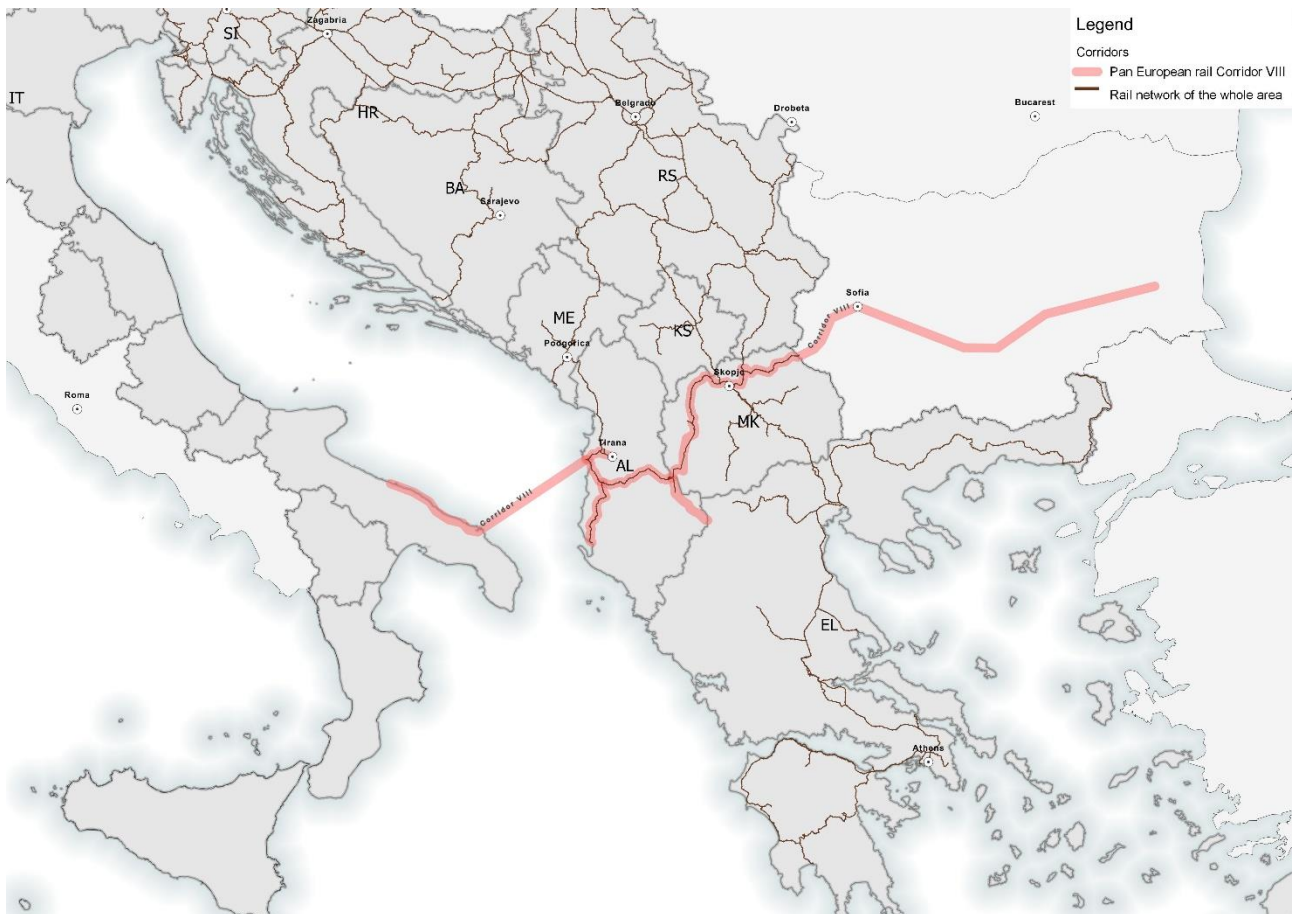 Legend
Corridors
Pan European rail Corridor VIII
Rail network of the whole area
SI
Zagabria
IT
HR
Belgrado
Drobeta
Bucarest
RS
BA
Sarajevo
Sofia
Corridor VIII
ME
KS
Podgorica
Skopje
Roma
MK
Tirana
AL
Corridor VIII
EL
Athens